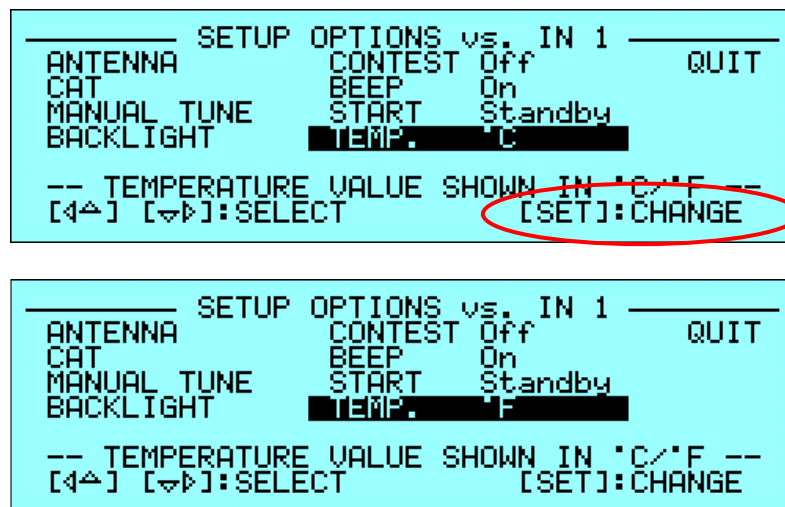 SETUP OPTIONS vs. IN 1
ANTENNA CONTEST Off QUIT
CAT BEEP On
MANUAL TUNE START Standby
BACKLIGHT TEMP. °C
-- TEMPERATURE VALUE SHOWN IN °C/°F --
[◁△] [▽▷]:SELECT [SET]:CHANGE
SETUP OPTIONS vs. IN 1
ANTENNA CONTEST Off QUIT
CAT BEEP On
MANUAL TUNE START Standby
BACKLIGHT TEMP. °F
-- TEMPERATURE VALUE SHOWN IN °C/°F --
[◁△] [▽▷]:SELECT [SET]:CHANGE